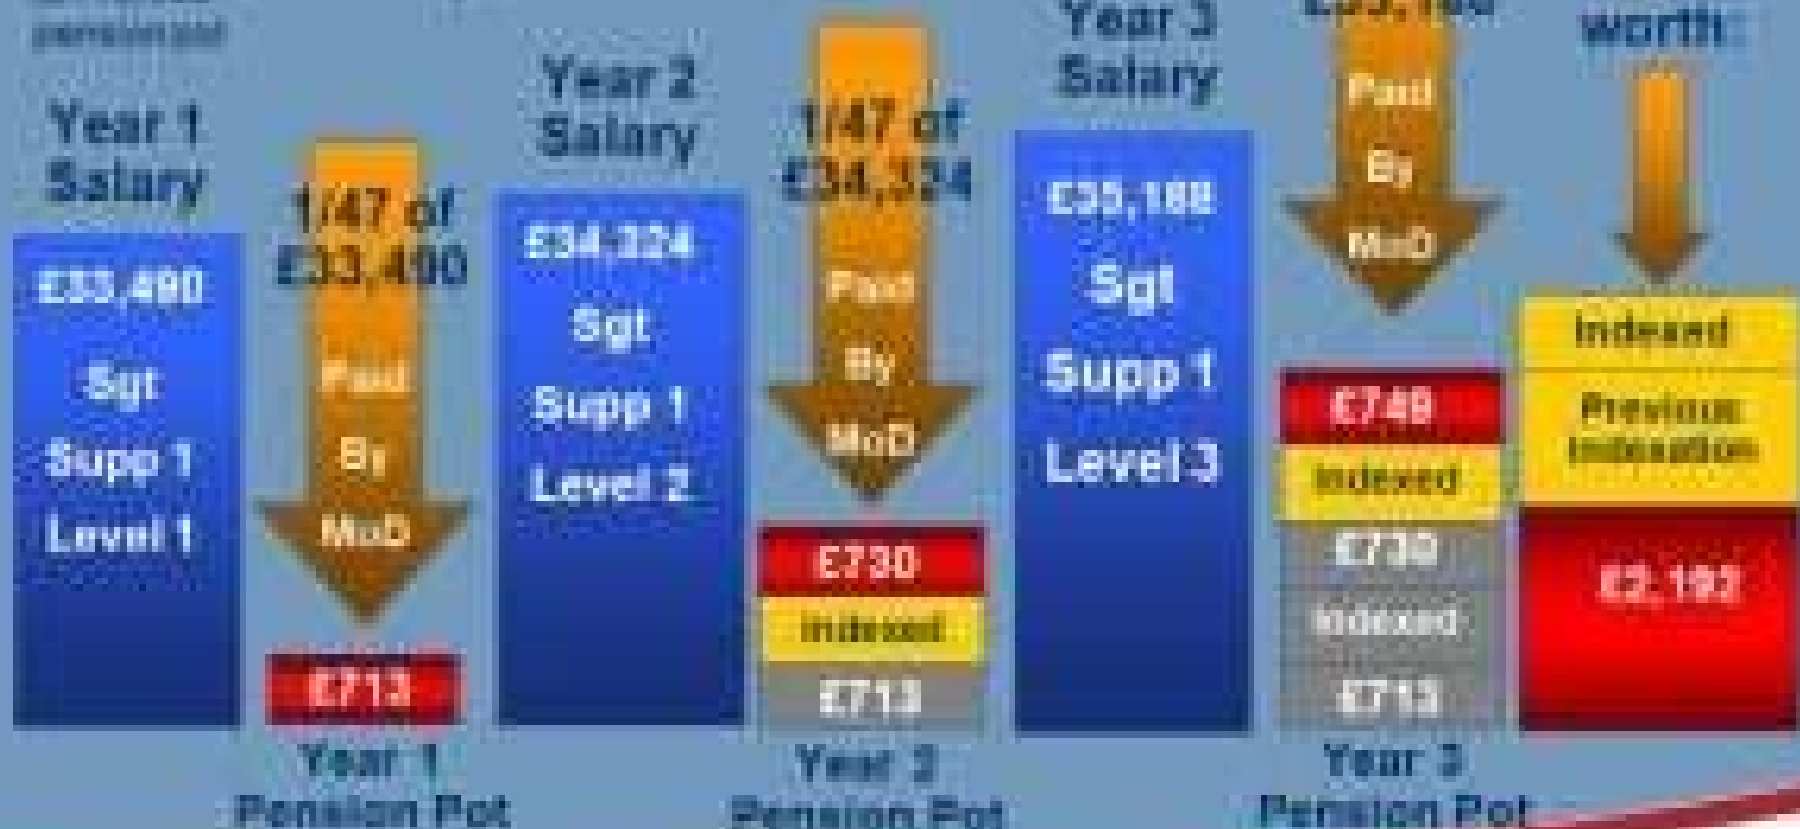 pension pot
Year 1
Salary
£33,490
Sgt
Supp 1
Level 1
1/47 of
£33,490
Paid
By
MoD
£713
Year 1
Pension Pot
Year 2
Salary
£34,324
Sgt
Supp 1
Level 2
1/47 of
£34,324
Paid
By
MoD
£730
Indexed
£713
Year 2
Pension Pot
Year 3
Salary
£35,188
Sgt
Supp 1
Level 3
Paid
By
MoD
£749
Indexed
£730
Indexed
£713
Year 3
Pension Pot
worth:
Indexed
Previous
Indexation
£2,192